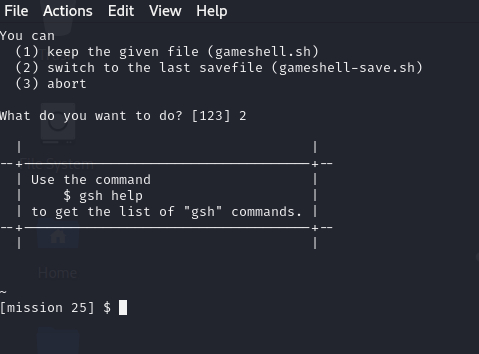 File Actions Edit View Help
You can
(1) keep the given file (gameshell.sh)
(2) switch to the last savefile (gameshell-save.sh)
(3) abort
What do you want to do? [123] 2
Use the command
$ gsh help
to get the list of "gsh" commands.
Home
~
[mission 25] $